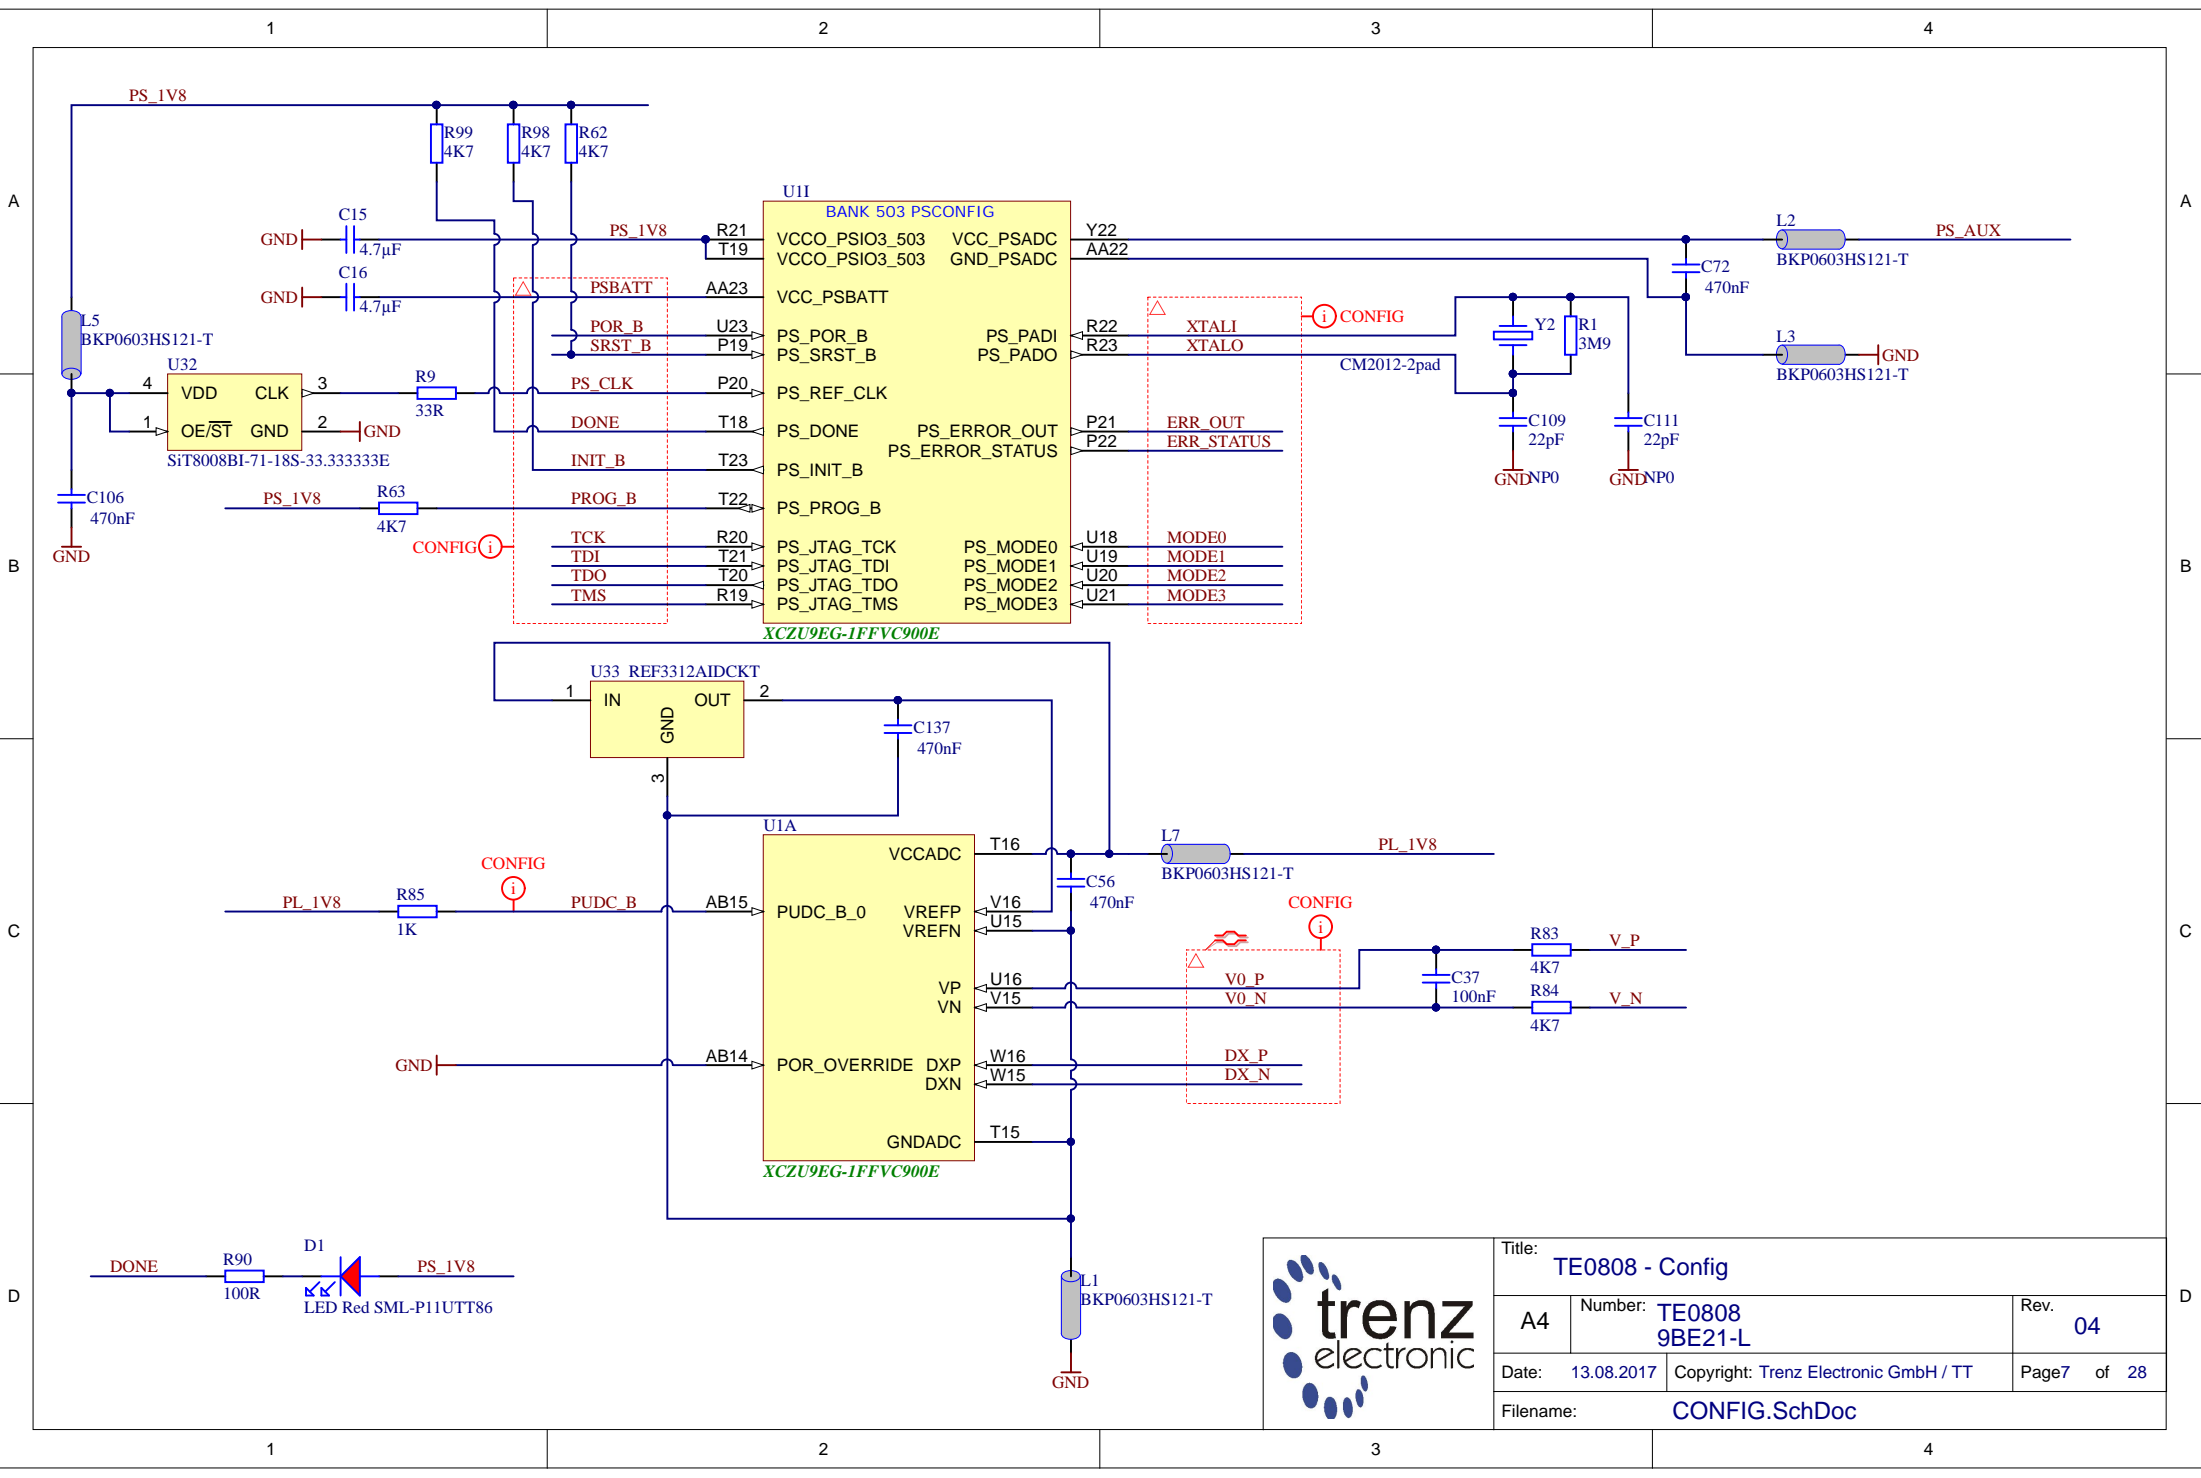 1 2 3 4
A
B
C
D
A
B
C
D
PS_1V8
R99
4K7
R98
4K7
R62
4K7
C15
4.7µF
GND
PS_1V8
C16
4.7µF
GND
PSBATT
POR_B
SRST_B
L5
BKP0603HS121-T
U32
4 VDD CLK 3
1 OE/ST GND 2
GND
SiT8008BI-71-18S-33.333333E
R9
33R
PS_CLK
DONE
INIT_B
C106
470nF
GND
PS_1V8
R63
4K7
PROG_B
CONFIG i
TCK
TDI
TDO
TMS
U1I
BANK 503 PSCONFIG
R21 VCCO_PSIO3_503
T19 VCCO_PSIO3_503
AA23 VCC_PSBATT
U23 PS_POR_B
P19 PS_SRST_B
P20 PS_REF_CLK
T18 PS_DONE
T23 PS_INIT_B
T22 PS_PROG_B
R20 PS_JTAG_TCK
T21 PS_JTAG_TDI
T20 PS_JTAG_TDO
R19 PS_JTAG_TMS
VCC_PSADC Y22
GND_PSADC AA22
PS_PADI R22
PS_PADO R23
PS_ERROR_OUT P21
PS_ERROR_STATUS P22
PS_MODE0 U18
PS_MODE1 U19
PS_MODE2 U20
PS_MODE3 U21
XCZU9EG-1FFVC900E
i CONFIG
XTALI
XTALO
ERR_OUT
ERR_STATUS
MODE0
MODE1
MODE2
MODE3
CM2012-2pad
Y2
R1
3M9
C109
22pF
GND NP0
C111
22pF
GND NP0
L2
BKP0603HS121-T
PS_AUX
C72
470nF
L3
BKP0603HS121-T
GND
U33 REF3312AIDCKT
1 IN OUT 2
GND
3
C137
470nF
U1A
VCCADC T16
AB15 PUDC_B_0
VREFP V16
VREFN U15
VP U16
VN V15
AB14 POR_OVERRIDE
DXP W16
DXN W15
GNDADC T15
XCZU9EG-1FFVC900E
PL_1V8
R85
1K
CONFIG
i
PUDC_B
GND
L7
BKP0603HS121-T
PL_1V8
C56
470nF
CONFIG
i
V0_P
V0_N
DX_P
DX_N
C37
100nF
R83
4K7
V_P
R84
4K7
V_N
L1
BKP0603HS121-T
GND
DONE
R90
100R
D1
PS_1V8
LED Red SML-P11UTT86
trenz
electronic
Title:
TE0808 - Config
A4
Number: TE0808
9BE21-L
Rev.
04
Date: 13.08.2017
Copyright: Trenz Electronic GmbH / TT
Page7 of 28
Filename: CONFIG.SchDoc
1 2 3 4